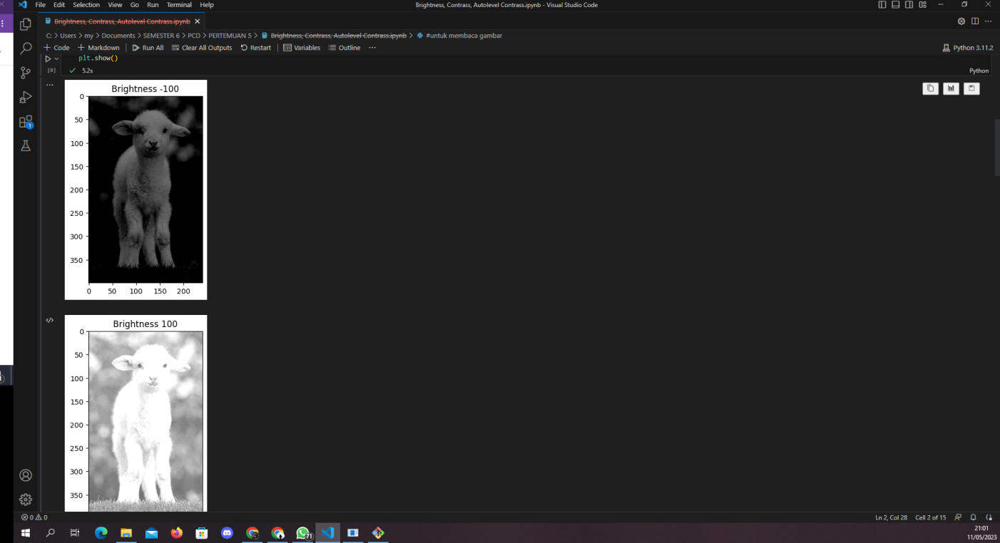 File Edit Selection View Go Run Terminal Help
Brightness, Contrass, Autolevel Contrass.ipynb - Visual Studio Code
Brightness, Contrass, Autolevel Contrass.ipynb
C: > Users > my > Documents > SEMESTER 6 > PCD > PERTEMUAN 5 > Brightness, Contrass, Autolevel Contrass.ipynb > #untuk membaca gambar
+ Code + Markdown Run All Clear All Outputs Restart Variables Outline ... Python 3.11.2
plt.show()
[8] 5.2s Python
Brightness -100
0
50
100
150
200
250
300
350
0 50 100 150 200
Brightness 100
0
50
100
150
200
250
300
350
1
0 0
Ln 2, Col 28 Cell 2 of 15
71
21:01
11/05/2023